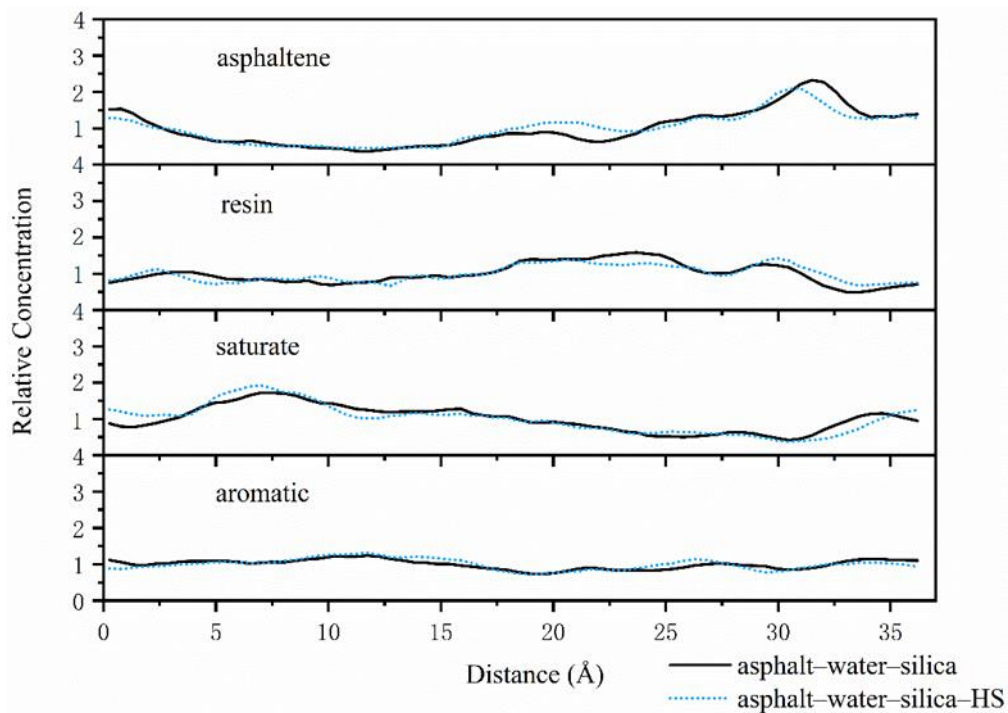 4
3
2
1
4
asphaltene
3
2
1
4
resin
3
2
1
4
saturate
3
2
1
0
aromatic
Relative Concentration
0 5 10 15 20 25 30 35
Distance (Å)
asphalt–water–silica
asphalt–water–silica–HS